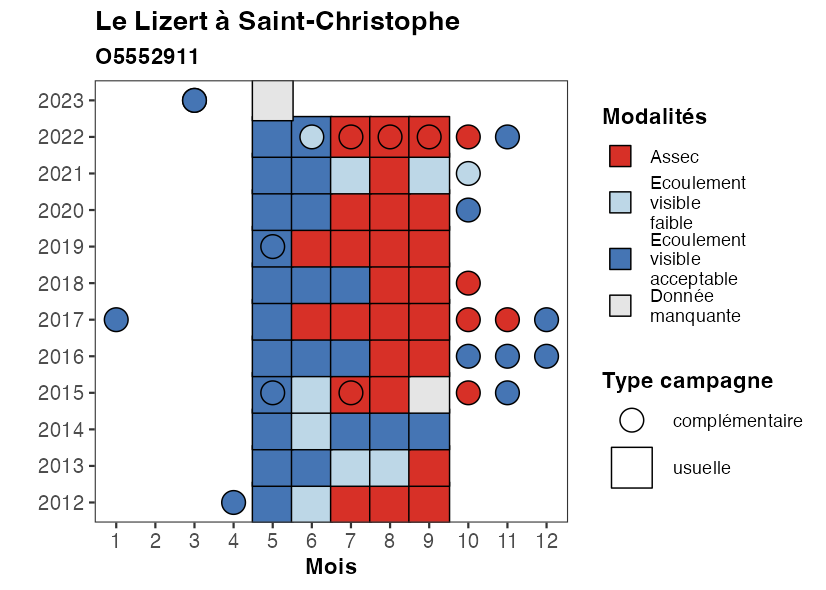 Le Lizert à Saint-Christophe
O5552911
2023
2022
2021
2020
2019
2018
2017
2016
2015
2014
2013
2012
1 2 3 4 5 6 7 8 9 10 11 12
Mois
Modalités
Assec
Ecoulement
visible
faible
Ecoulement
visible
acceptable
Donnée
manquante
Type campagne
complémentaire
usuelle